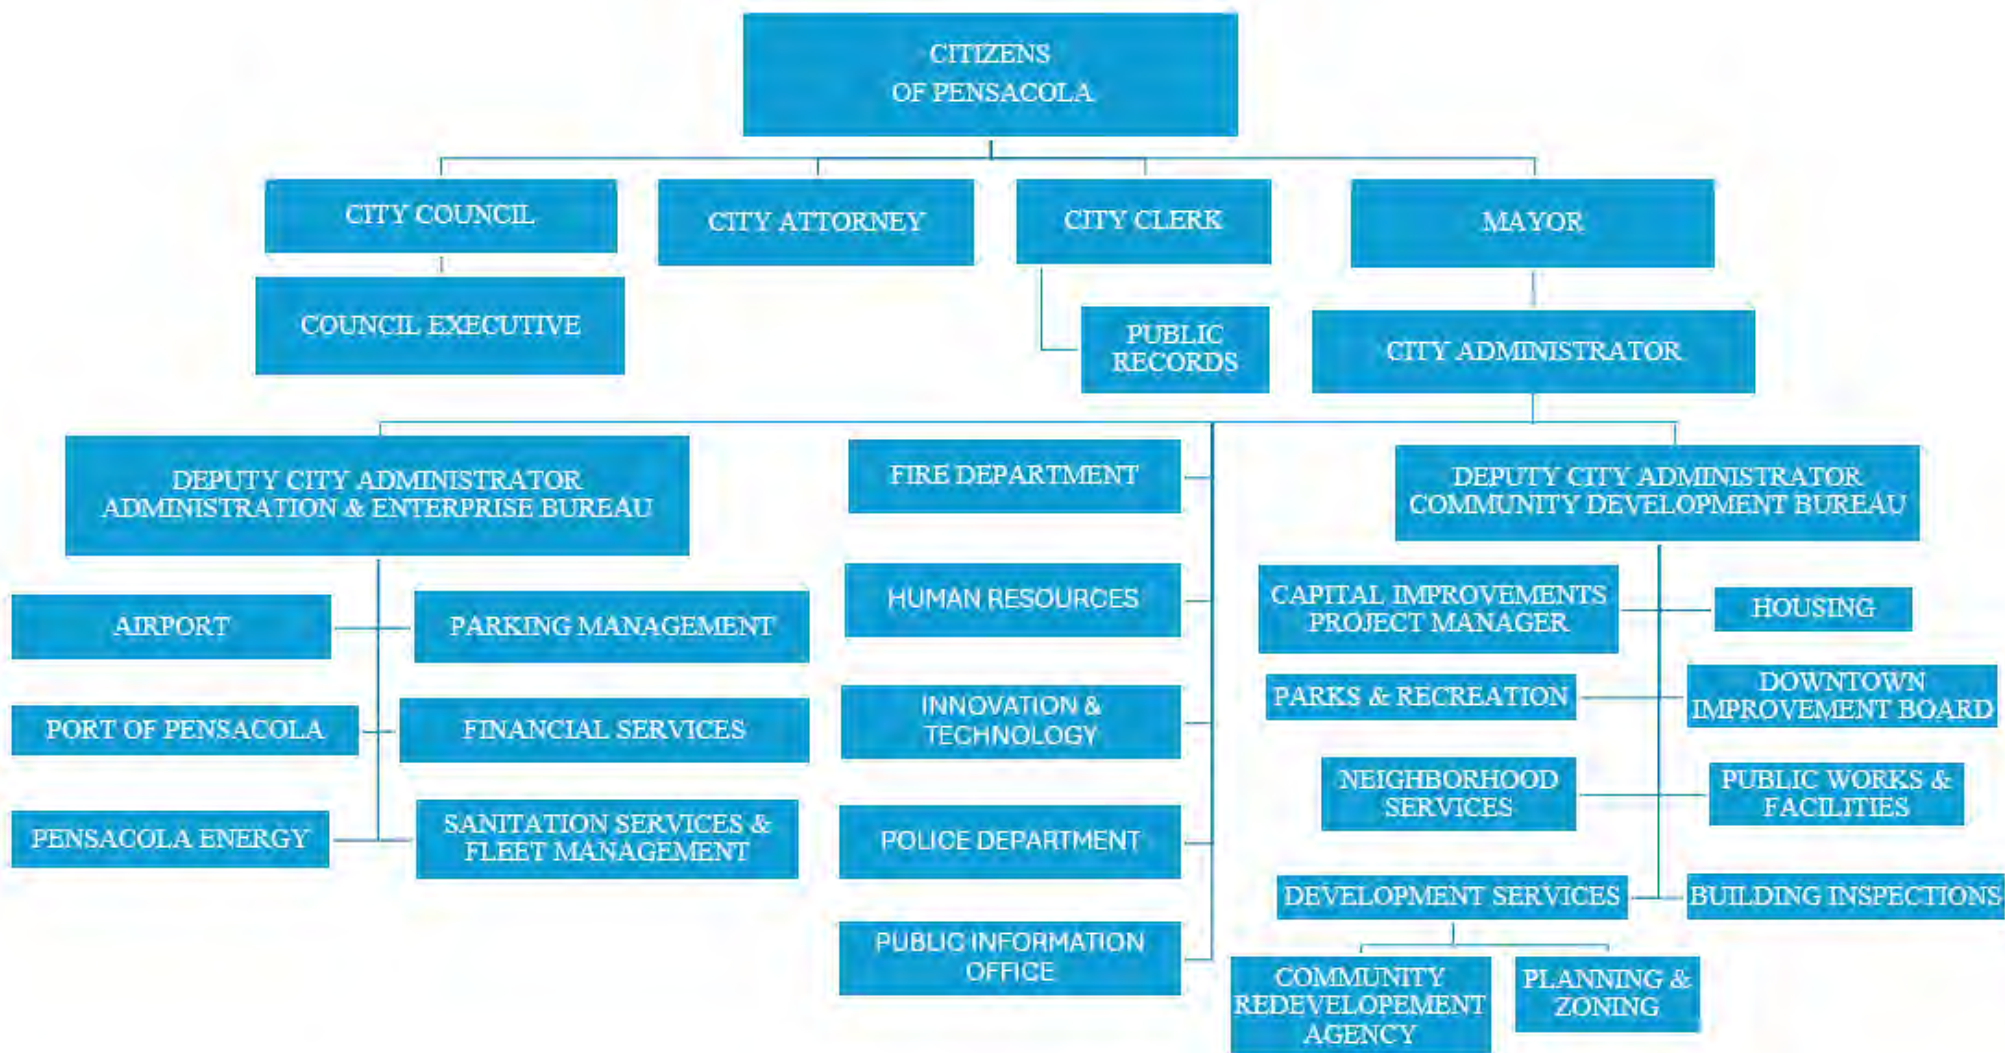 CITIZENS
OF PENSACOLA
CITY COUNCIL
CITY ATTORNEY
CITY CLERK
MAYOR
COUNCIL EXECUTIVE
PUBLIC
RECORDS
CITY ADMINISTRATOR
DEPUTY CITY ADMINISTRATOR
ADMINISTRATION & ENTERPRISE BUREAU
AIRPORT
PARKING MANAGEMENT
PORT OF PENSACOLA
FINANCIAL SERVICES
PENSACOLA ENERGY
SANITATION SERVICES &
FLEET MANAGEMENT
FIRE DEPARTMENT
HUMAN RESOURCES
INNOVATION &
TECHNOLOGY
POLICE DEPARTMENT
PUBLIC INFORMATION
OFFICE
DEPUTY CITY ADMINISTRATOR
COMMUNITY DEVELOPMENT BUREAU
CAPITAL IMPROVEMENTS
PROJECT MANAGER
HOUSING
PARKS & RECREATION
DOWNTOWN
IMPROVEMENT BOARD
NEIGHBORHOOD
SERVICES
PUBLIC WORKS &
FACILITIES
DEVELOPMENT SERVICES
BUILDING INSPECTIONS
COMMUNITY
REDEVELOPEMENT
AGENCY
PLANNING &
ZONING